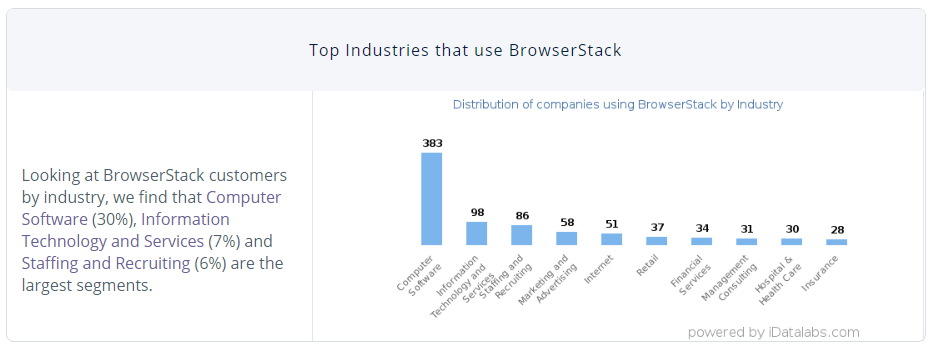 Top Industries that use BrowserStack
Looking at BrowserStack customers
by industry, we find that Computer
Software (30%), Information
Technology and Services (7%) and
Staffing and Recruiting (6%) are the
largest segments.
Distribution of companies using BrowserStack by Industry
383
98
86
58
51
37
34
31
30
28
Computer
Software
Information
Technology and
Services
Staffing and
Recruiting
Marketing and
Advertising
Internet
Retail
Financial
Services
Management
Consulting
Hospital &
Health Care
Insurance
powered by iDatalabs.com